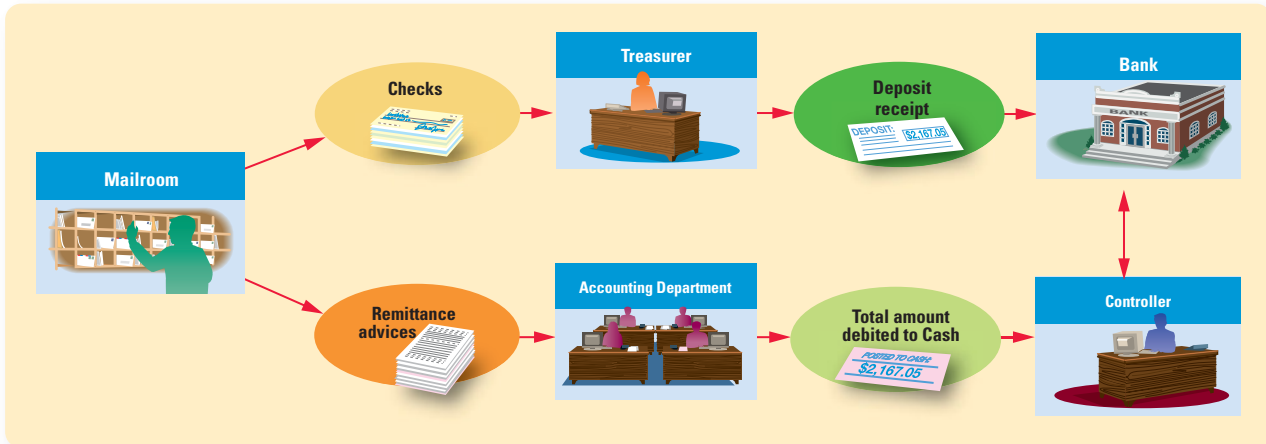 Mailroom
Checks
Treasurer
Deposit
receipt
DEPOSIT:
$2,167.05
Bank
BANK
Remittance
advices
Accounting Department
Total amount
debited to Cash
POSTED TO CASH:
$2,167.05
Controller